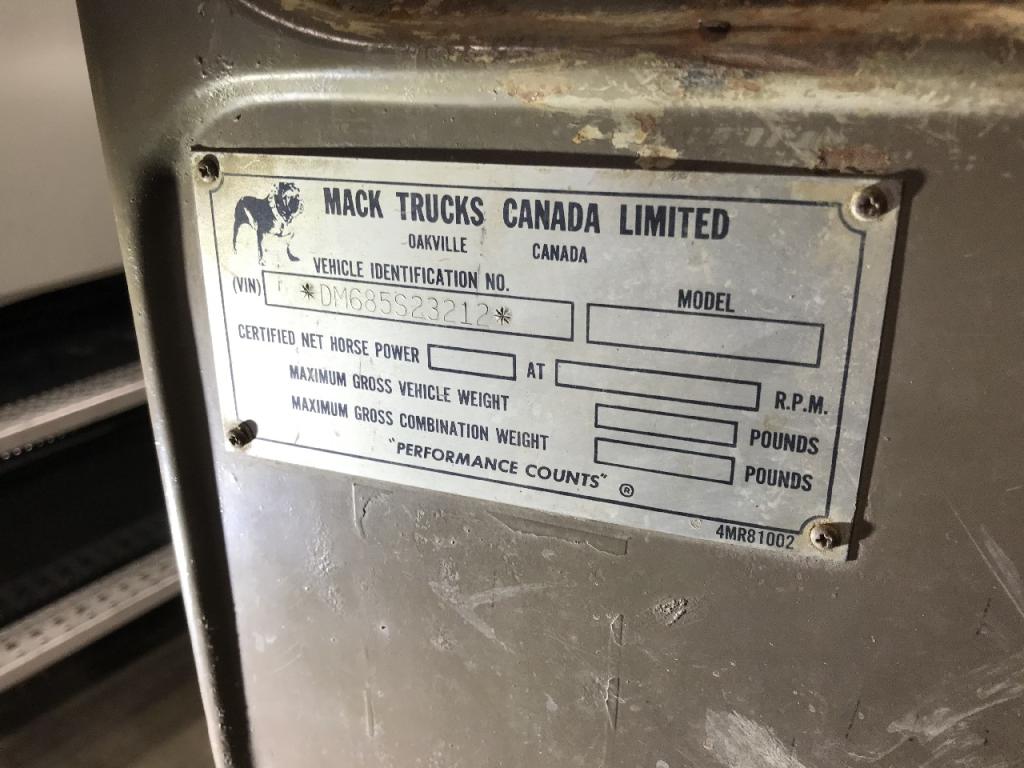 MACK TRUCKS CANADA LIMITED
OAKVILLE CANADA
VEHICLE IDENTIFICATION NO.
(VIN) *DM685S23212* MODEL
CERTIFIED NET HORSE POWER AT R.P.M.
MAXIMUM GROSS VEHICLE WEIGHT POUNDS
MAXIMUM GROSS COMBINATION WEIGHT POUNDS
"PERFORMANCE COUNTS" ®
4MR81002